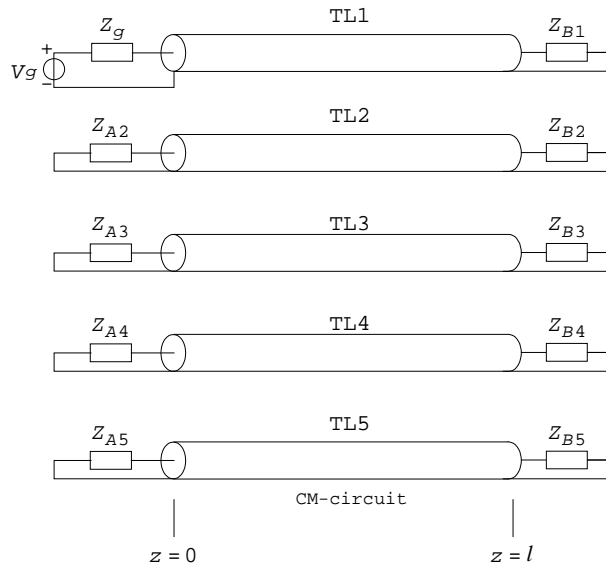 TL1
Z_g
Z_B1
+
Vg
−
TL2
Z_A2
Z_B2
TL3
Z_A3
Z_B3
TL4
Z_A4
Z_B4
TL5
Z_A5
Z_B5
CM-circuit
z = 0
z = l